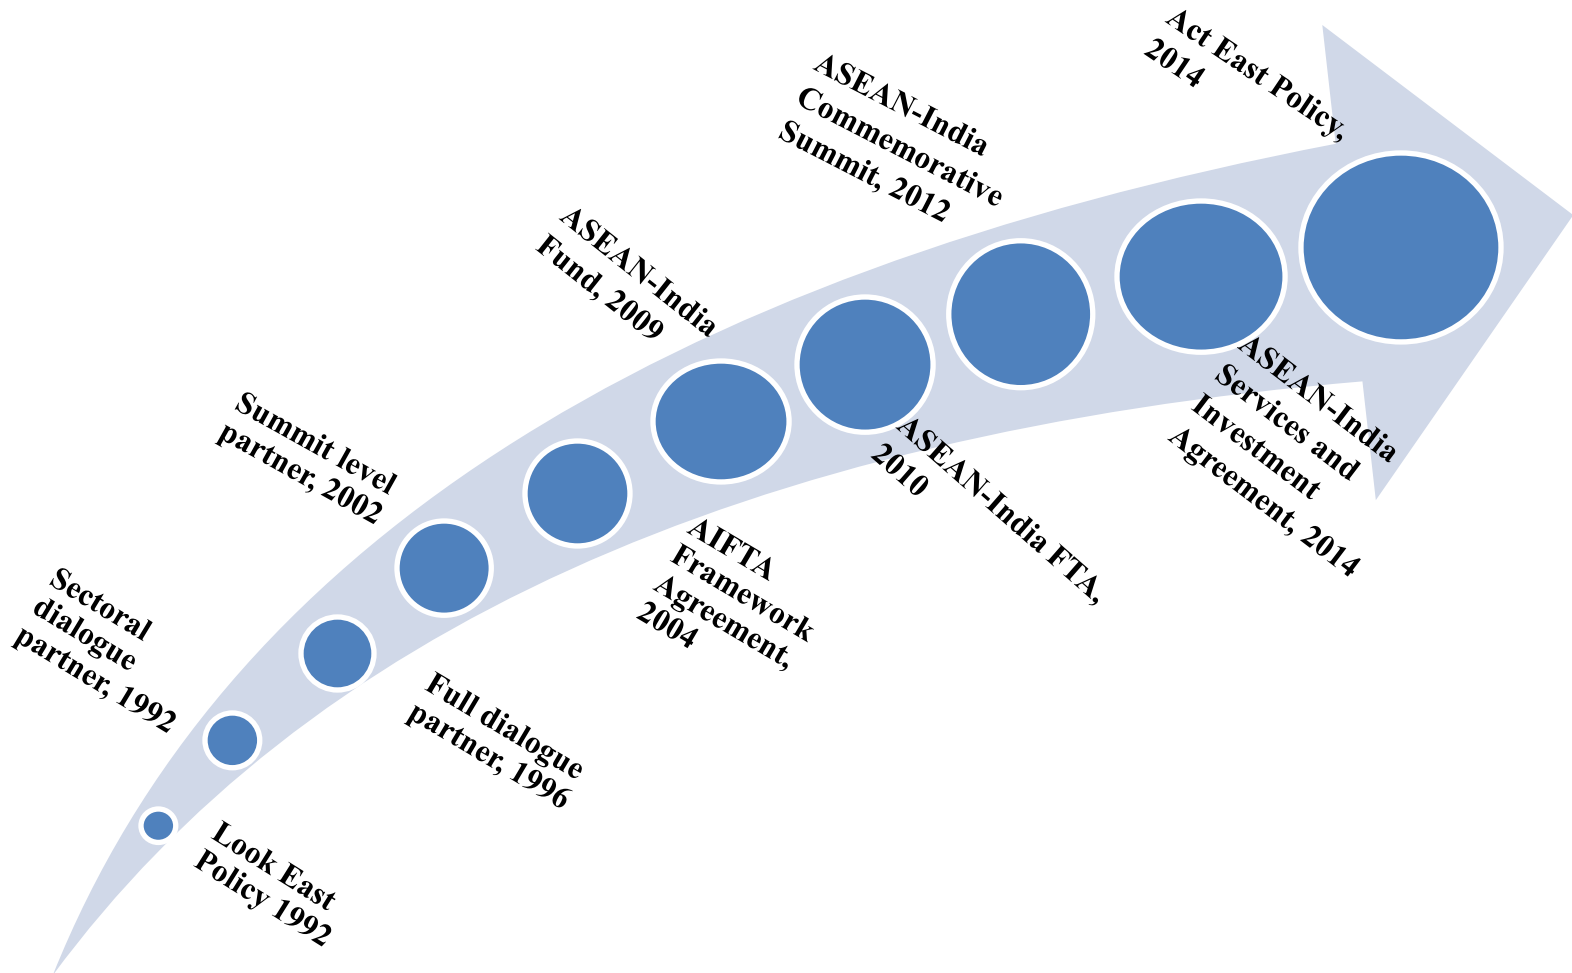 Look East
Policy 1992
Sectoral
dialogue
partner, 1992
Full dialogue
partner, 1996
Summit level
partner, 2002
AIFTA
Framework
Agreement,
2004
ASEAN-India
Fund, 2009
ASEAN-India FTA,
2010
ASEAN-India
Commemorative
Summit, 2012
ASEAN-India
Services and
Investment
Agreement, 2014
Act East Policy,
2014